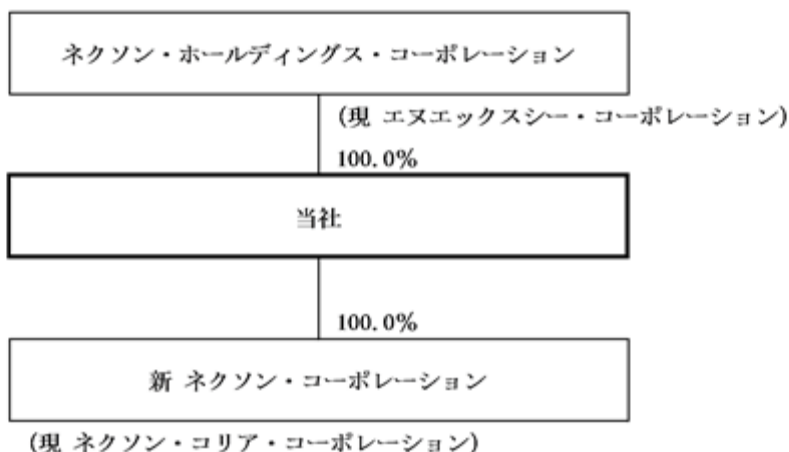 ネクソン・ホールディングス・コーポレーション
(現 エヌエックスシー・コーポレーション)
100.0%
当社
100.0%
新 ネクソン・コーポレーション
(現 ネクソン・コリア・コーポレーション)